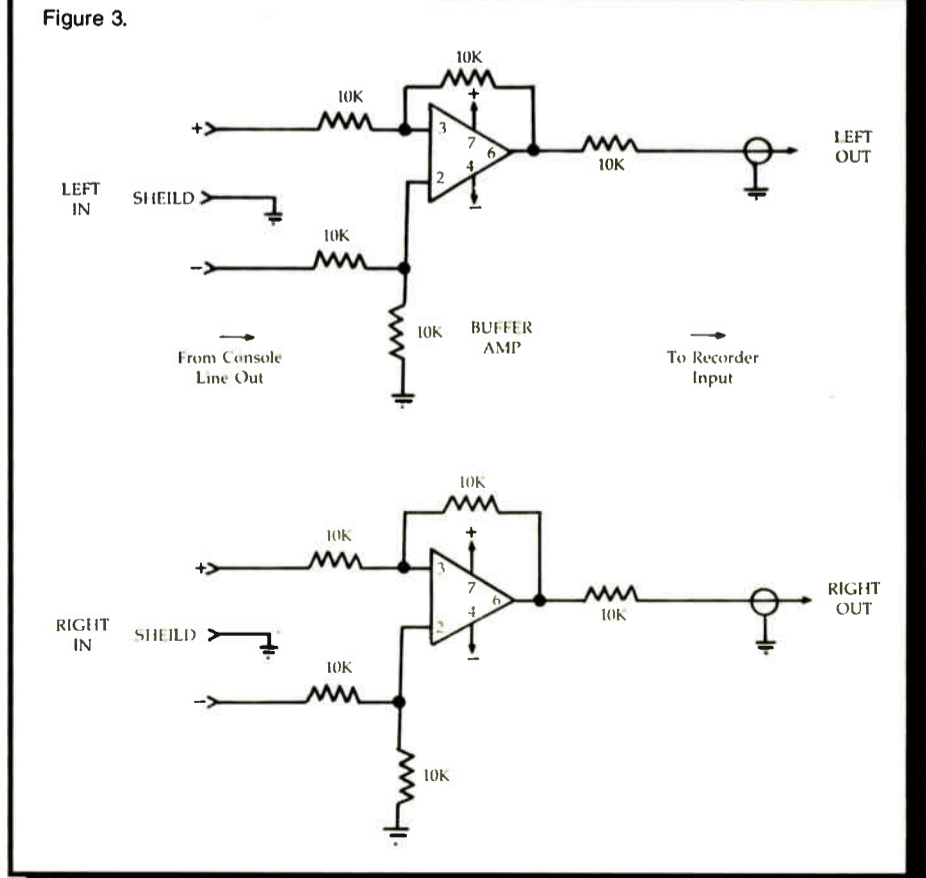 Figure 3.
10K
10K
+
+
3
7
6
4
2
−
10K
LEFT
OUT
LEFT
IN
SHEILD
10K
−
10K
BUFFER
AMP
From Console
Line Out
To Recorder
Input
10K
10K
+
+
3
7
6
4
2
−
10K
RIGHT
OUT
RIGHT
IN
SHEILD
10K
−
10K